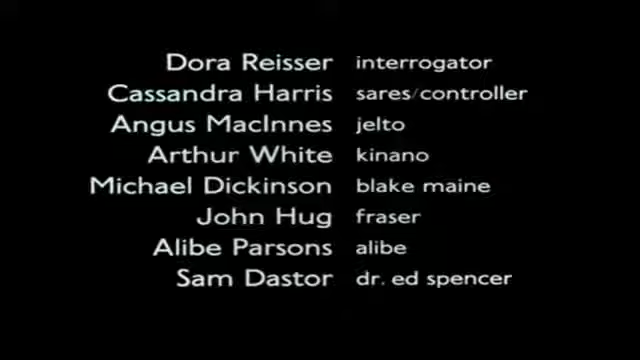 Dora Reisser interrogator
Cassandra Harris sares/controller
Angus MacInnes jelto
Arthur White kinano
Michael Dickinson blake maine
John Hug fraser
Alibe Parsons alibe
Sam Dastor dr. ed spencer